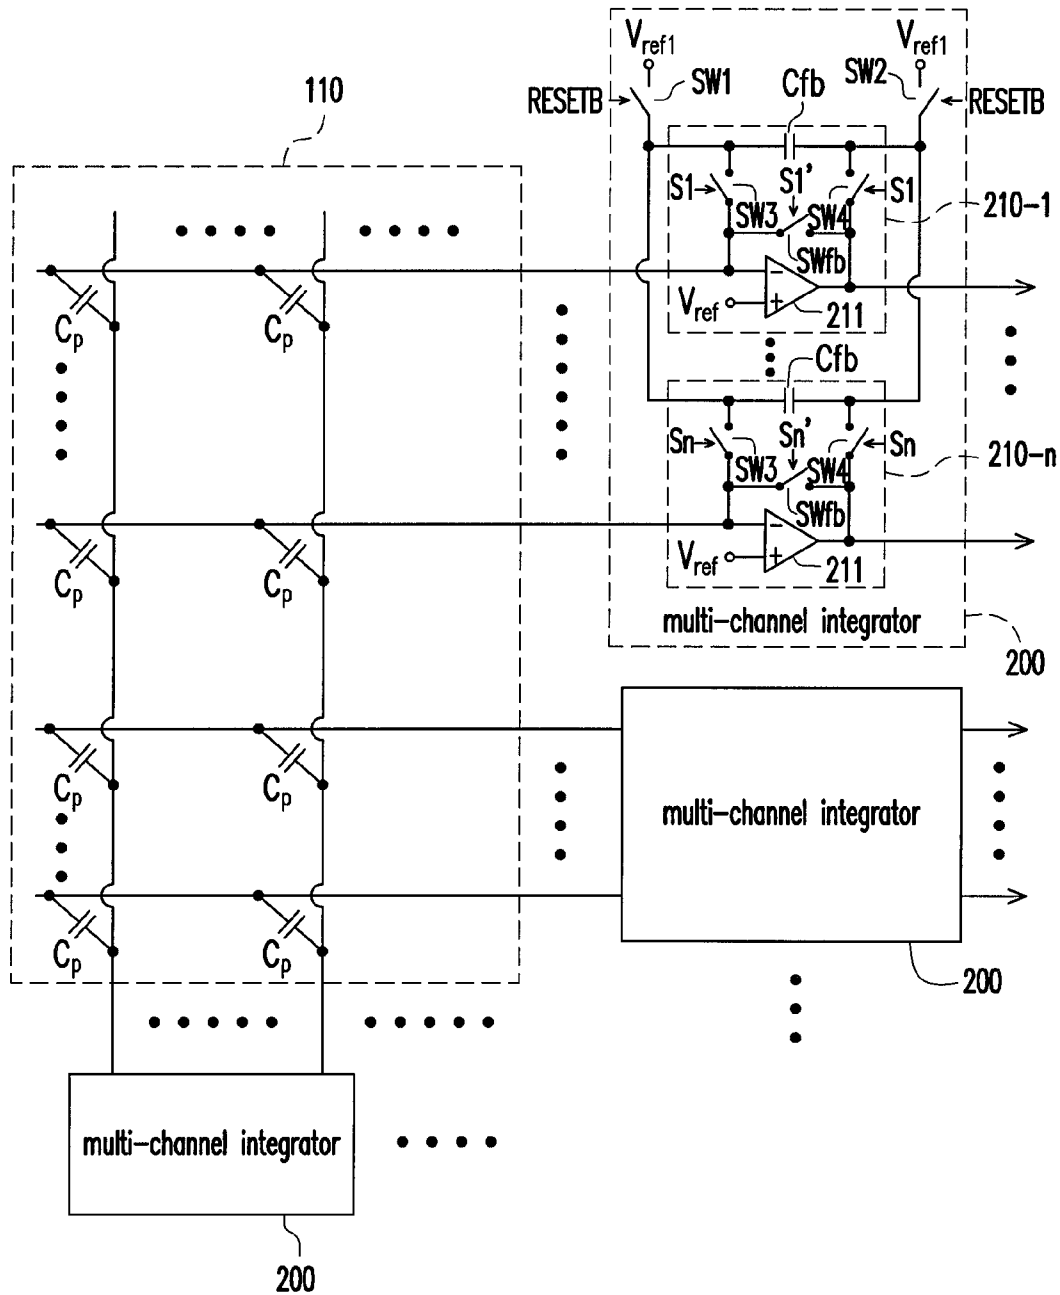 Vref1
Vref1
SW1
Cfb
SW2
RESETB
RESETB
110
S1
S1'
S1
SW3
SW4
210-1
SWfb
Vref
211
Cp
Cp
Cfb
Sn
Sn'
Sn
SW3
SW4
210-n
SWfb
Vref
211
Cp
Cp
multi-channel integrator
200
Cp
Cp
multi-channel integrator
Cp
Cp
200
multi-channel integrator
200